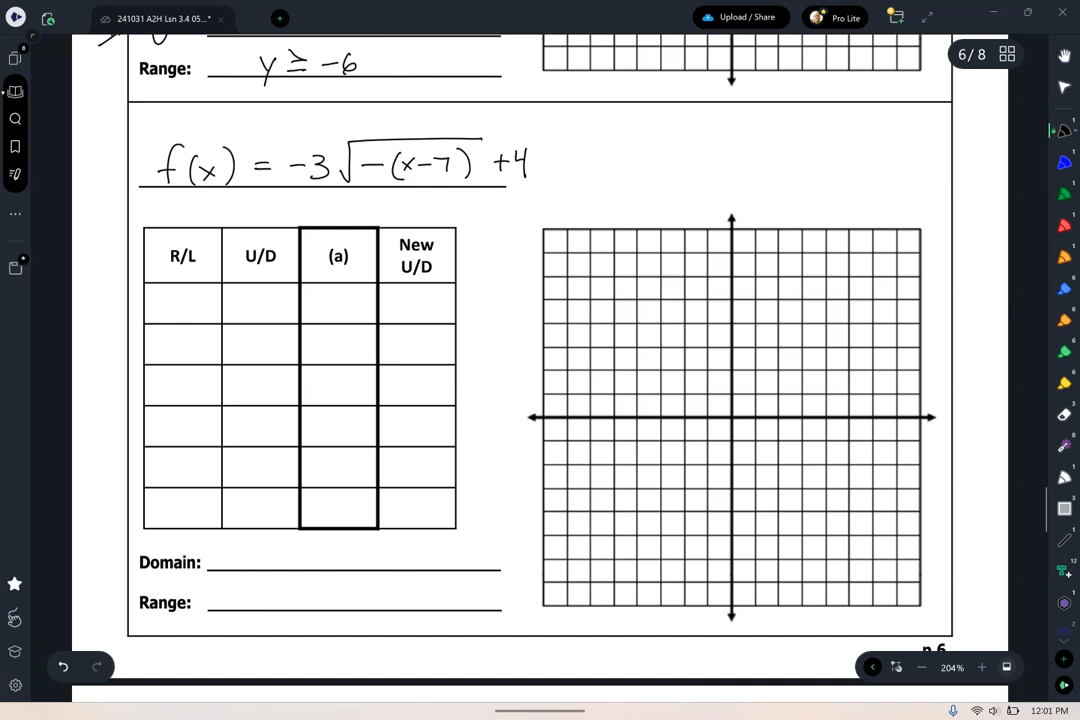 241031 A2H Lsn 3.4 05...*
Upload / Share
Pro Lite
6 / 8
Range: y ≥ -6
f(x) = -3√(-(x-7)) +4
R/L U/D (a) New U/D
Domain:
Range:
p.6
204%
12:01 PM